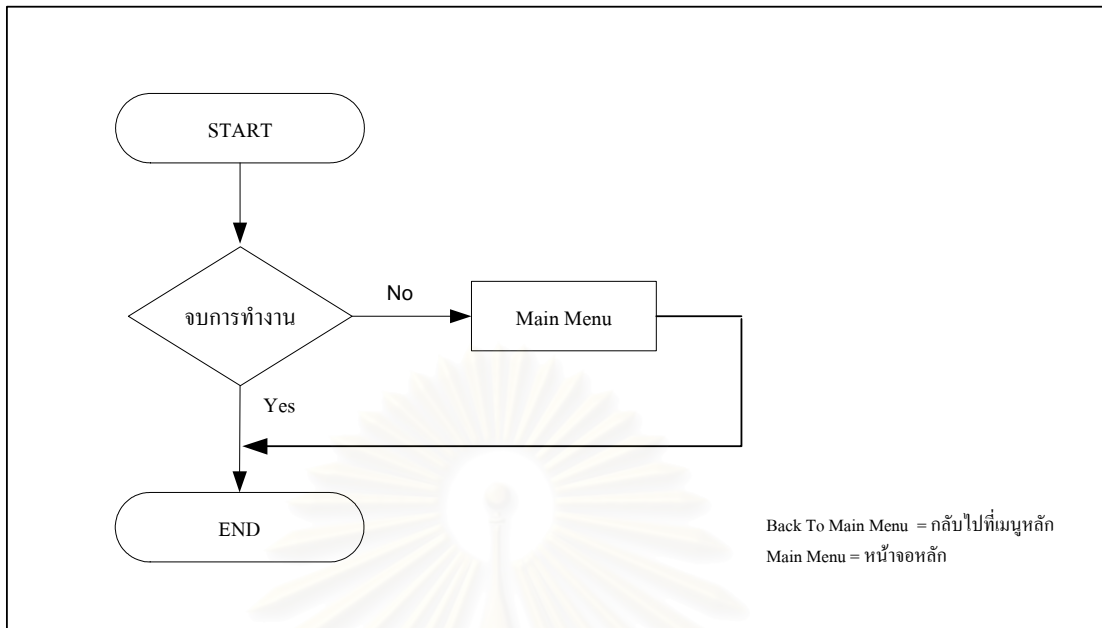 START
จบการทำงาน
No
Main Menu
Yes
END
Back To Main Menu = กลับไปที่เมนูหลัก
Main Menu = หน้าจอหลัก